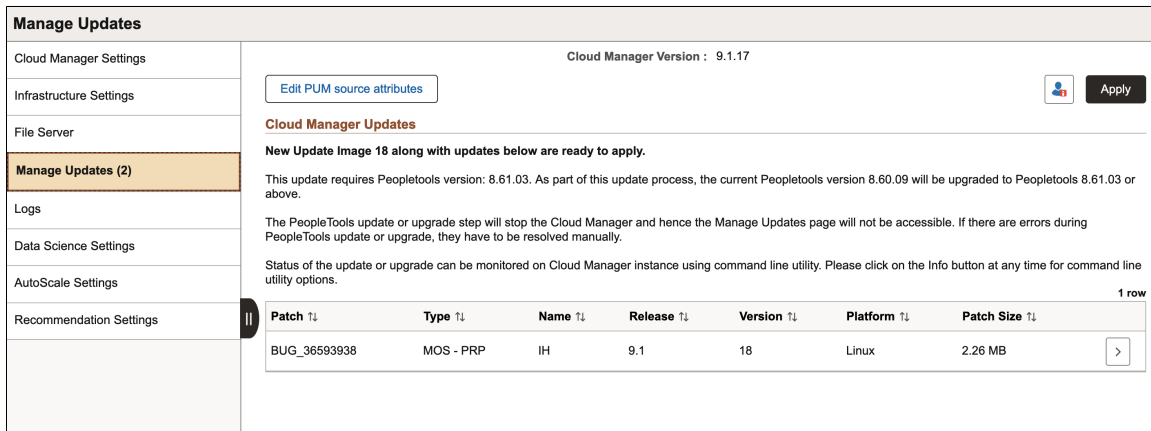 Manage Updates
Cloud Manager Settings
Infrastructure Settings
File Server
Manage Updates (2)
Logs
Data Science Settings
AutoScale Settings
Recommendation Settings
Cloud Manager Version : 9.1.17
Edit PUM source attributes
Apply
Cloud Manager Updates
New Update Image 18 along with updates below are ready to apply.
This update requires Peopletools version: 8.61.03. As part of this update process, the current Peopletools version 8.60.09 will be upgraded to Peopletools 8.61.03 or
above.
The PeopleTools update or upgrade step will stop the Cloud Manager and hence the Manage Updates page will not be accessible. If there are errors during
PeopleTools update or upgrade, they have to be resolved manually.
Status of the update or upgrade can be monitored on Cloud Manager instance using command line utility. Please click on the Info button at any time for command line
utility options.
1 row
Patch Type Name Release Version Platform Patch Size
BUG_36593938 MOS - PRP IH 9.1 18 Linux 2.26 MB